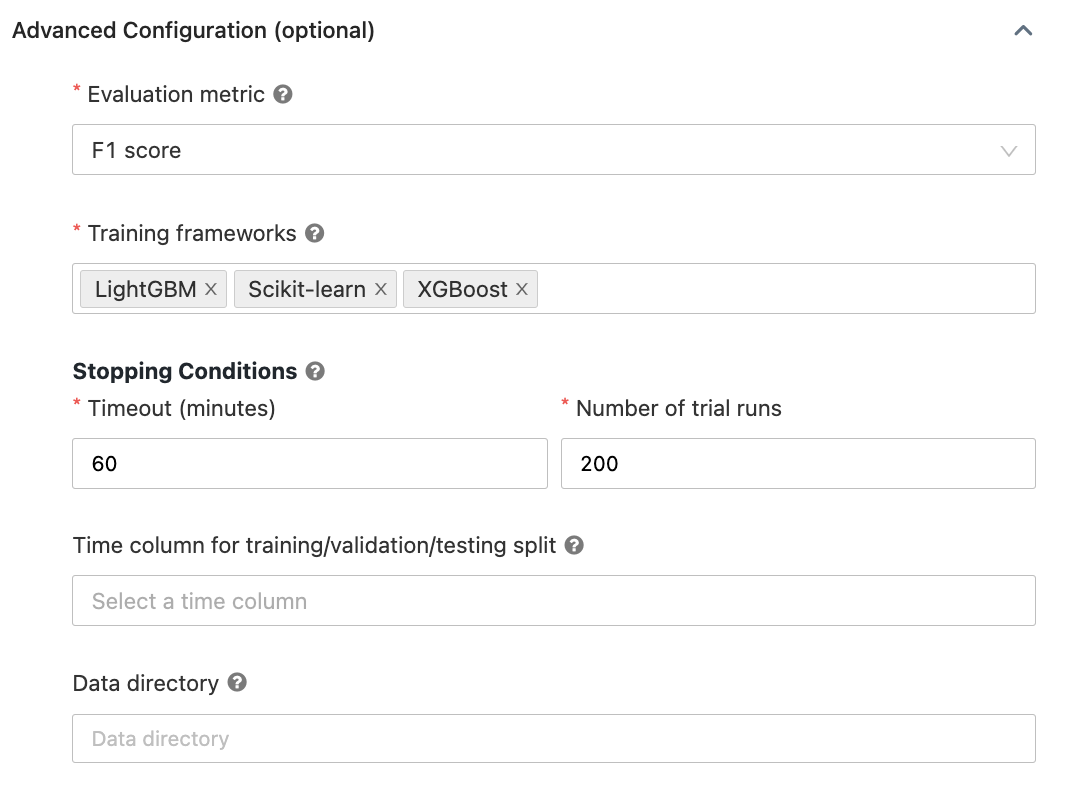 Advanced Configuration (optional)
* Evaluation metric ?
F1 score
* Training frameworks ?
LightGBM × Scikit-learn × XGBoost ×
Stopping Conditions ?
* Timeout (minutes) * Number of trial runs
60 200
Time column for training/validation/testing split ?
Select a time column
Data directory ?
Data directory